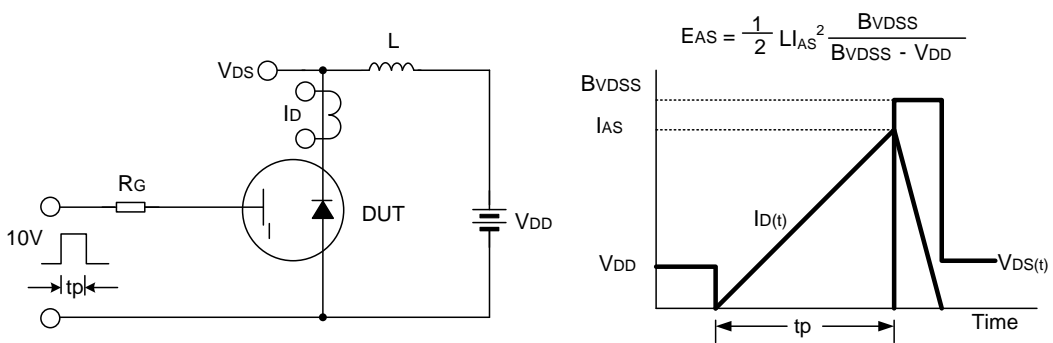 L
VDS
ID
RG
DUT
VDD
10V
tp
EAS = 1/2 LIAS² BVDSS / BVDSS - VDD
BVDSS
IAS
ID(t)
VDD
VDS(t)
tp
Time